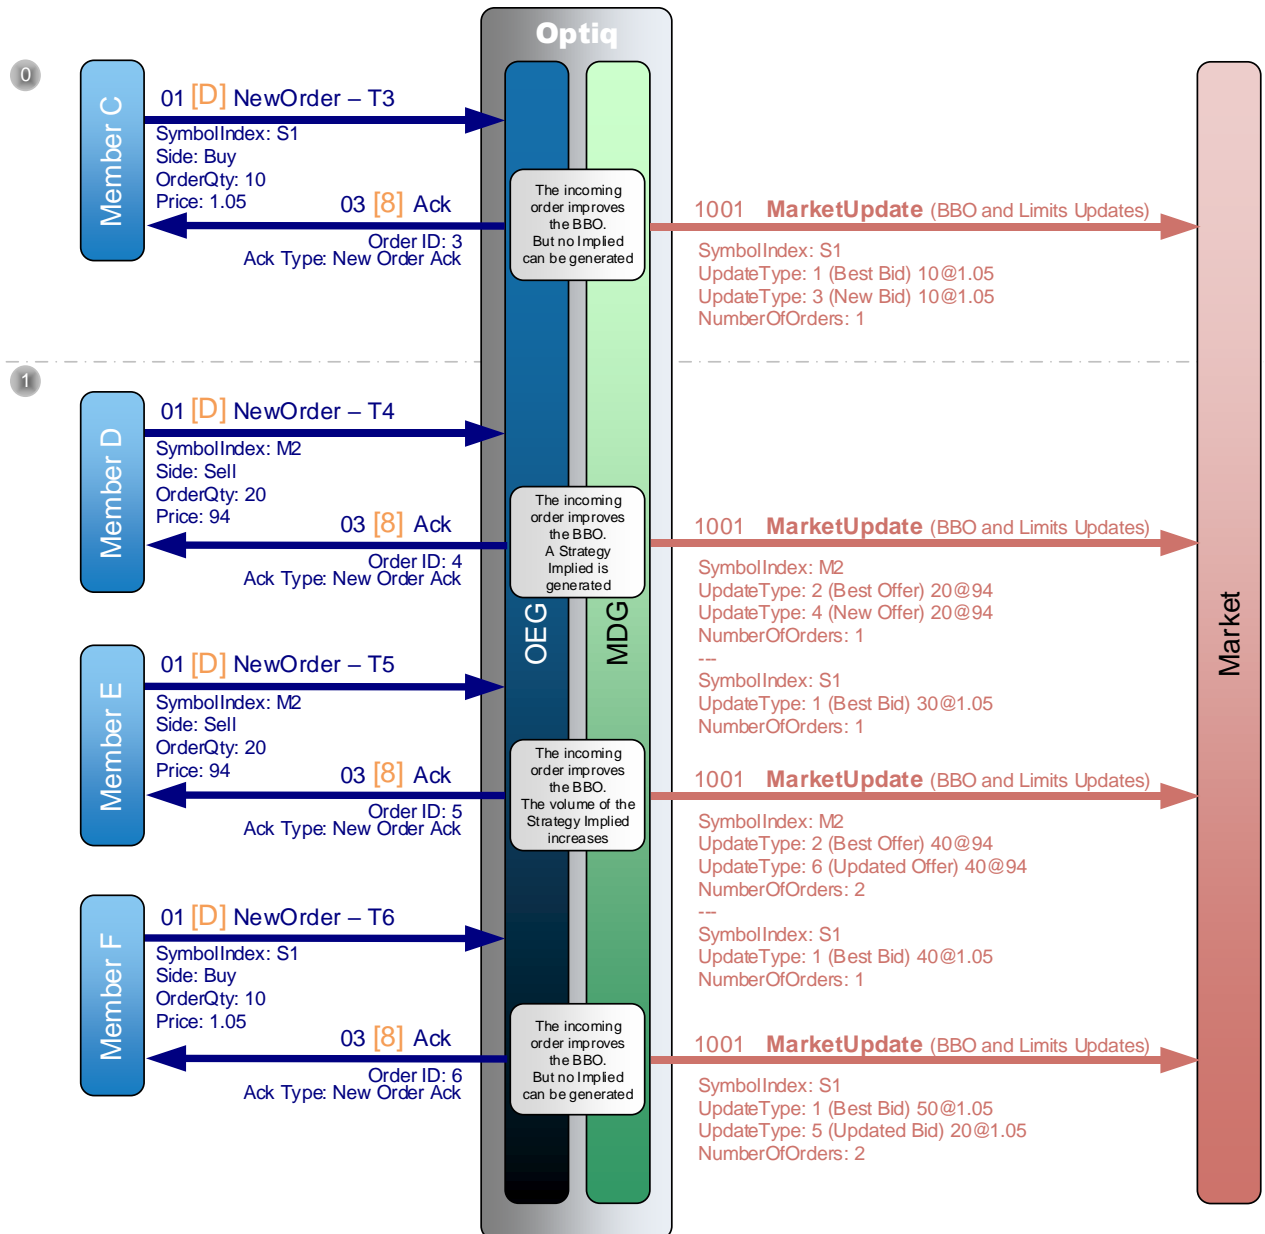 Optiq
0
Member C
01 [D] NewOrder – T3
SymbolIndex: S1
Side: Buy
OrderQty: 10
Price: 1.05
03 [8] Ack
Order ID: 3
Ack Type: New Order Ack
The incoming
order improves
the BBO.
But no Implied
can be generated
1001 MarketUpdate (BBO and Limits Updates)
SymbolIndex: S1
UpdateType: 1 (Best Bid) 10@1.05
UpdateType: 3 (New Bid) 10@1.05
NumberOfOrders: 1
1
Member D
01 [D] NewOrder – T4
SymbolIndex: M2
Side: Sell
OrderQty: 20
Price: 94
03 [8] Ack
Order ID: 4
Ack Type: New Order Ack
The incoming
order improves
the BBO.
A Strategy
Implied is
generated
1001 MarketUpdate (BBO and Limits Updates)
SymbolIndex: M2
UpdateType: 2 (Best Offer) 20@94
UpdateType: 4 (New Offer) 20@94
NumberOfOrders: 1
---
SymbolIndex: S1
UpdateType: 1 (Best Bid) 30@1.05
NumberOfOrders: 1
OEG
MDG
Market
Member E
01 [D] NewOrder – T5
SymbolIndex: M2
Side: Sell
OrderQty: 20
Price: 94
03 [8] Ack
Order ID: 5
Ack Type: New Order Ack
The incoming
order improves
the BBO.
The volume of the
Strategy Implied
increases
1001 MarketUpdate (BBO and Limits Updates)
SymbolIndex: M2
UpdateType: 2 (Best Offer) 40@94
UpdateType: 6 (Updated Offer) 40@94
NumberOfOrders: 2
---
SymbolIndex: S1
UpdateType: 1 (Best Bid) 40@1.05
NumberOfOrders: 1
Member F
01 [D] NewOrder – T6
SymbolIndex: S1
Side: Buy
OrderQty: 10
Price: 1.05
03 [8] Ack
Order ID: 6
Ack Type: New Order Ack
The incoming
order improves
the BBO.
But no Implied
can be generated
1001 MarketUpdate (BBO and Limits Updates)
SymbolIndex: S1
UpdateType: 1 (Best Bid) 50@1.05
UpdateType: 5 (Updated Bid) 20@1.05
NumberOfOrders: 2